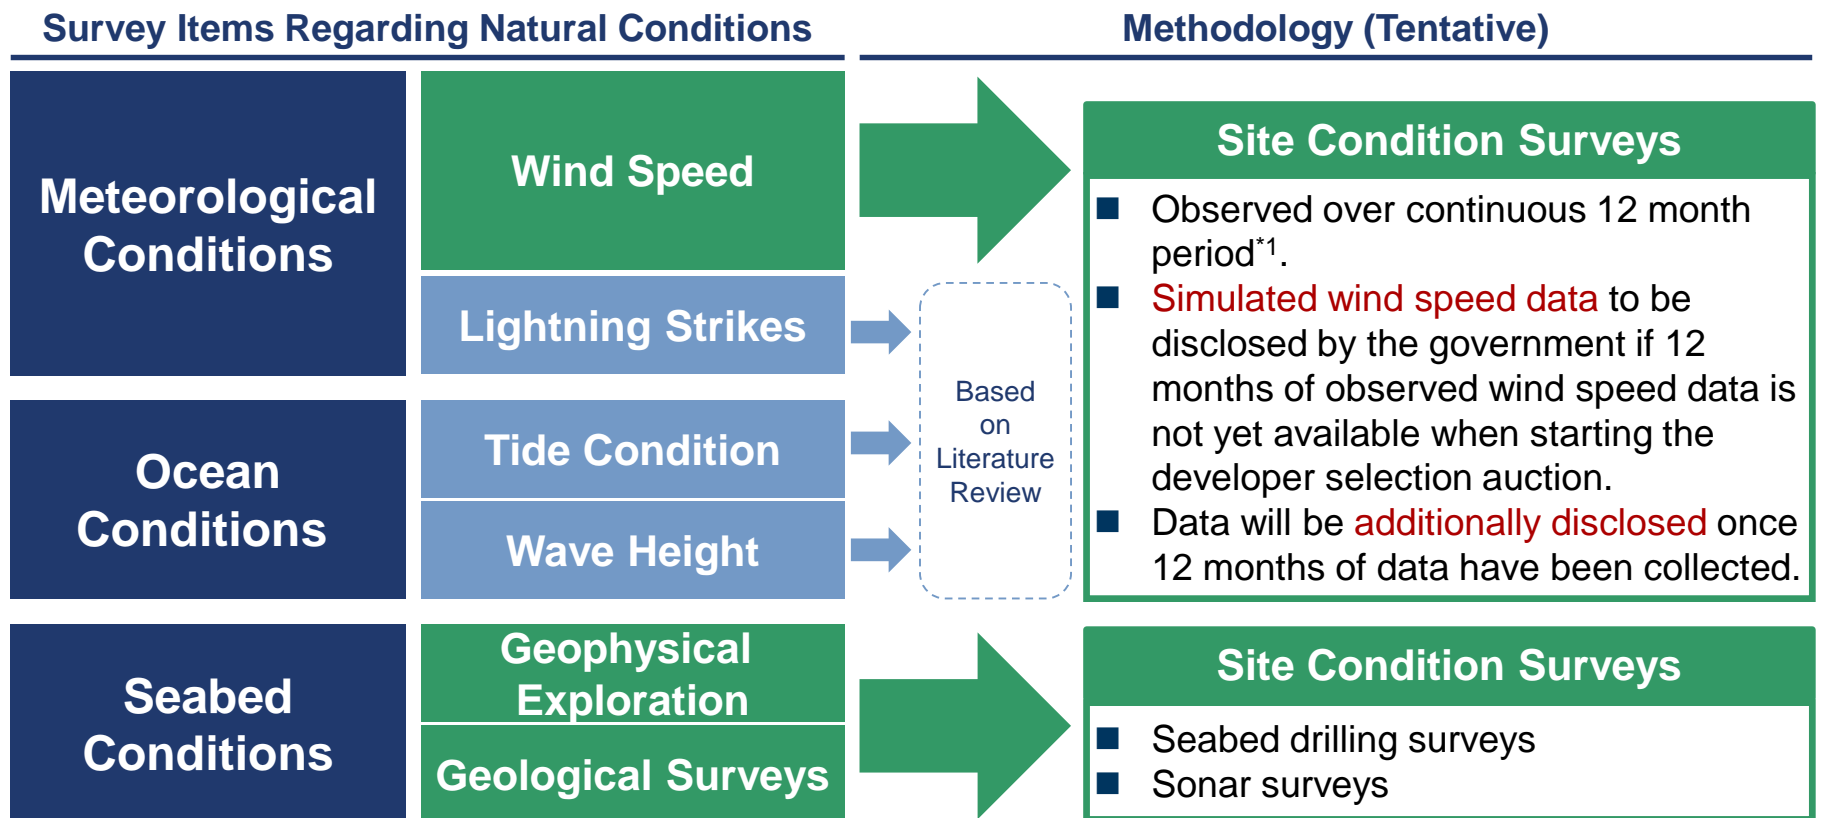 Survey Items Regarding Natural Conditions
Methodology (Tentative)
Meteorological
Conditions
Wind Speed
Lightning Strikes
Ocean
Conditions
Tide Condition
Wave Height
Seabed
Conditions
Geophysical
Exploration
Geological Surveys
Based
on
Literature
Review
Site Condition Surveys
■ Observed over continuous 12 month
period*1.
■ Simulated wind speed data to be
disclosed by the government if 12
months of observed wind speed data is
not yet available when starting the
developer selection auction.
■ Data will be additionally disclosed once
12 months of data have been collected.
Site Condition Surveys
■ Seabed drilling surveys
■ Sonar surveys